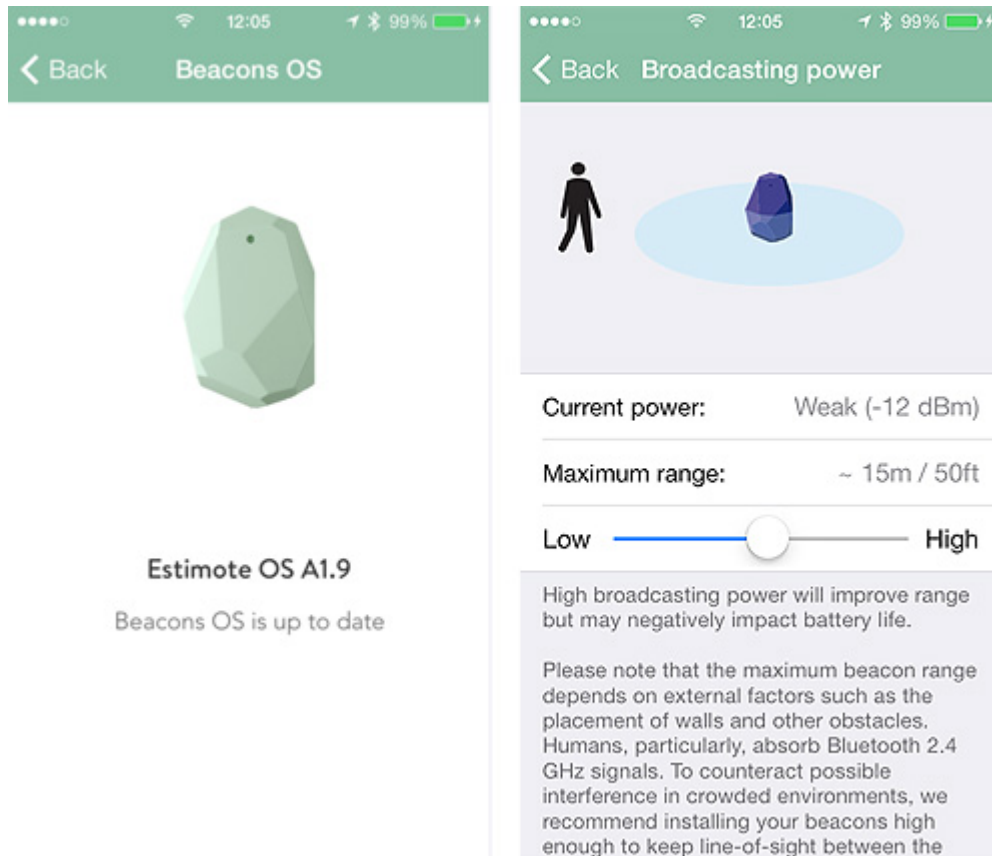 12:05
99%
Back
Beacons OS
Estimote OS A1.9
Beacons OS is up to date
12:05
99%
Back
Broadcasting power
Current power:
Weak (-12 dBm)
Maximum range:
~ 15m / 50ft
Low
High
High broadcasting power will improve range
but may negatively impact battery life.
Please note that the maximum beacon range
depends on external factors such as the
placement of walls and other obstacles.
Humans, particularly, absorb Bluetooth 2.4
GHz signals. To counteract possible
interference in crowded environments, we
recommend installing your beacons high
enough to keep line-of-sight between the